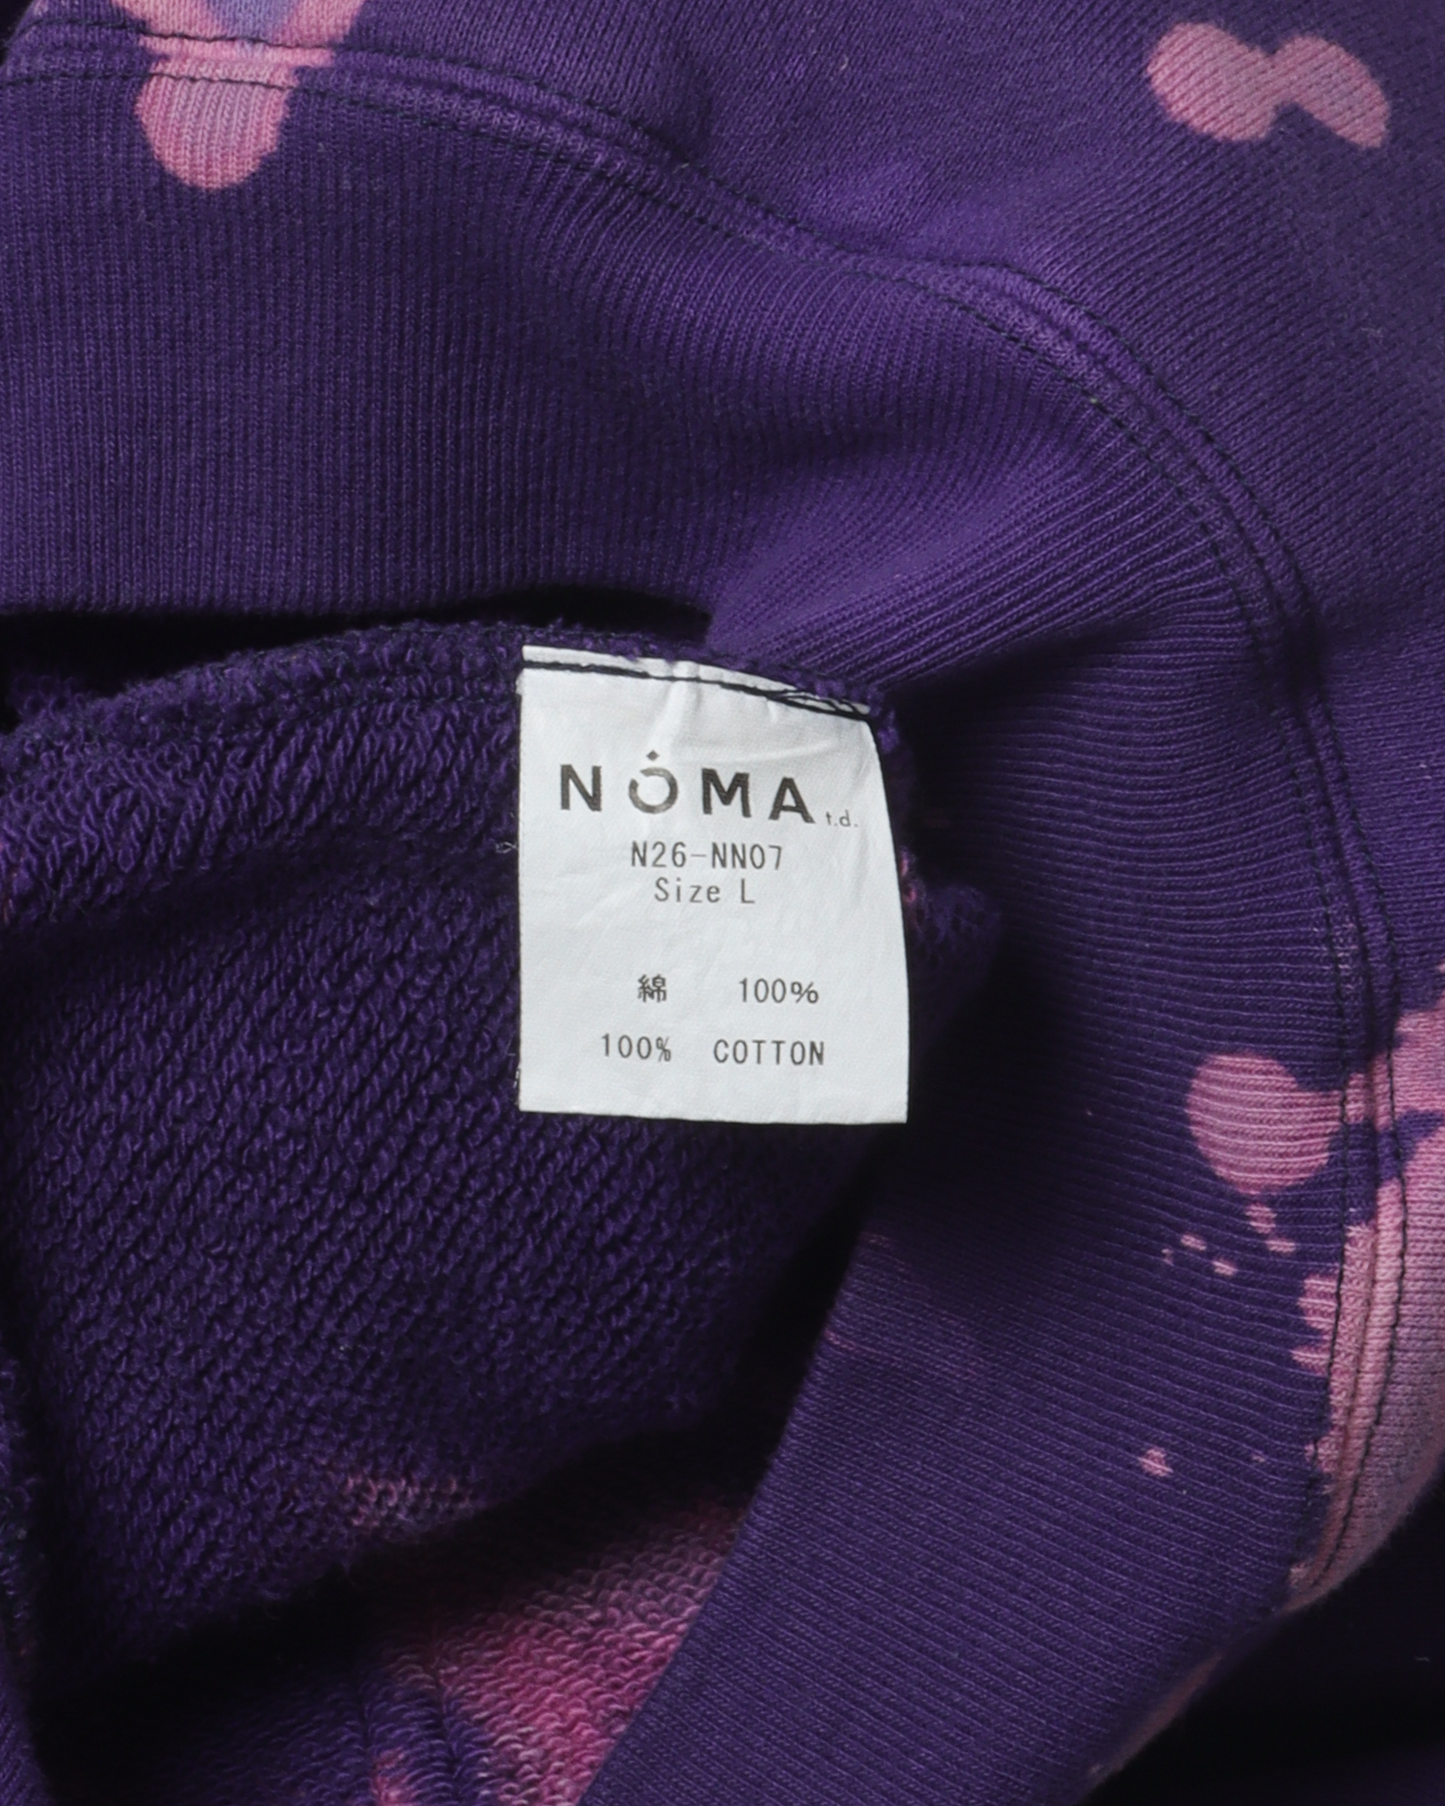 NOMA t.d.
N26-NN07
Size L
綿 100%
100% COTTON